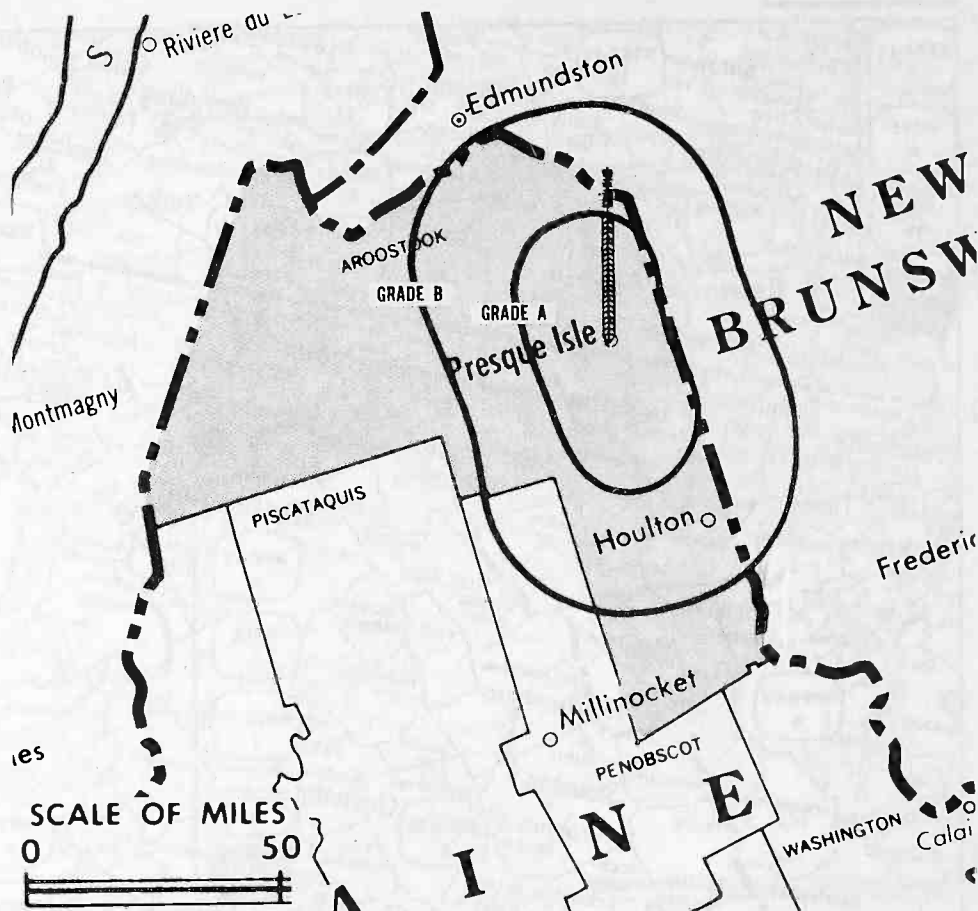 S
Riviere du L
Edmundston
NEW
BRUNSW
AROOSTOOK
GRADE B
GRADE A
Presque Isle
Montmagny
PISCATAQUIS
Houlton
Frederic
Millinocket
PENOBSCOT
SCALE OF MILES
0 50
INE
WASHINGTON
Calai